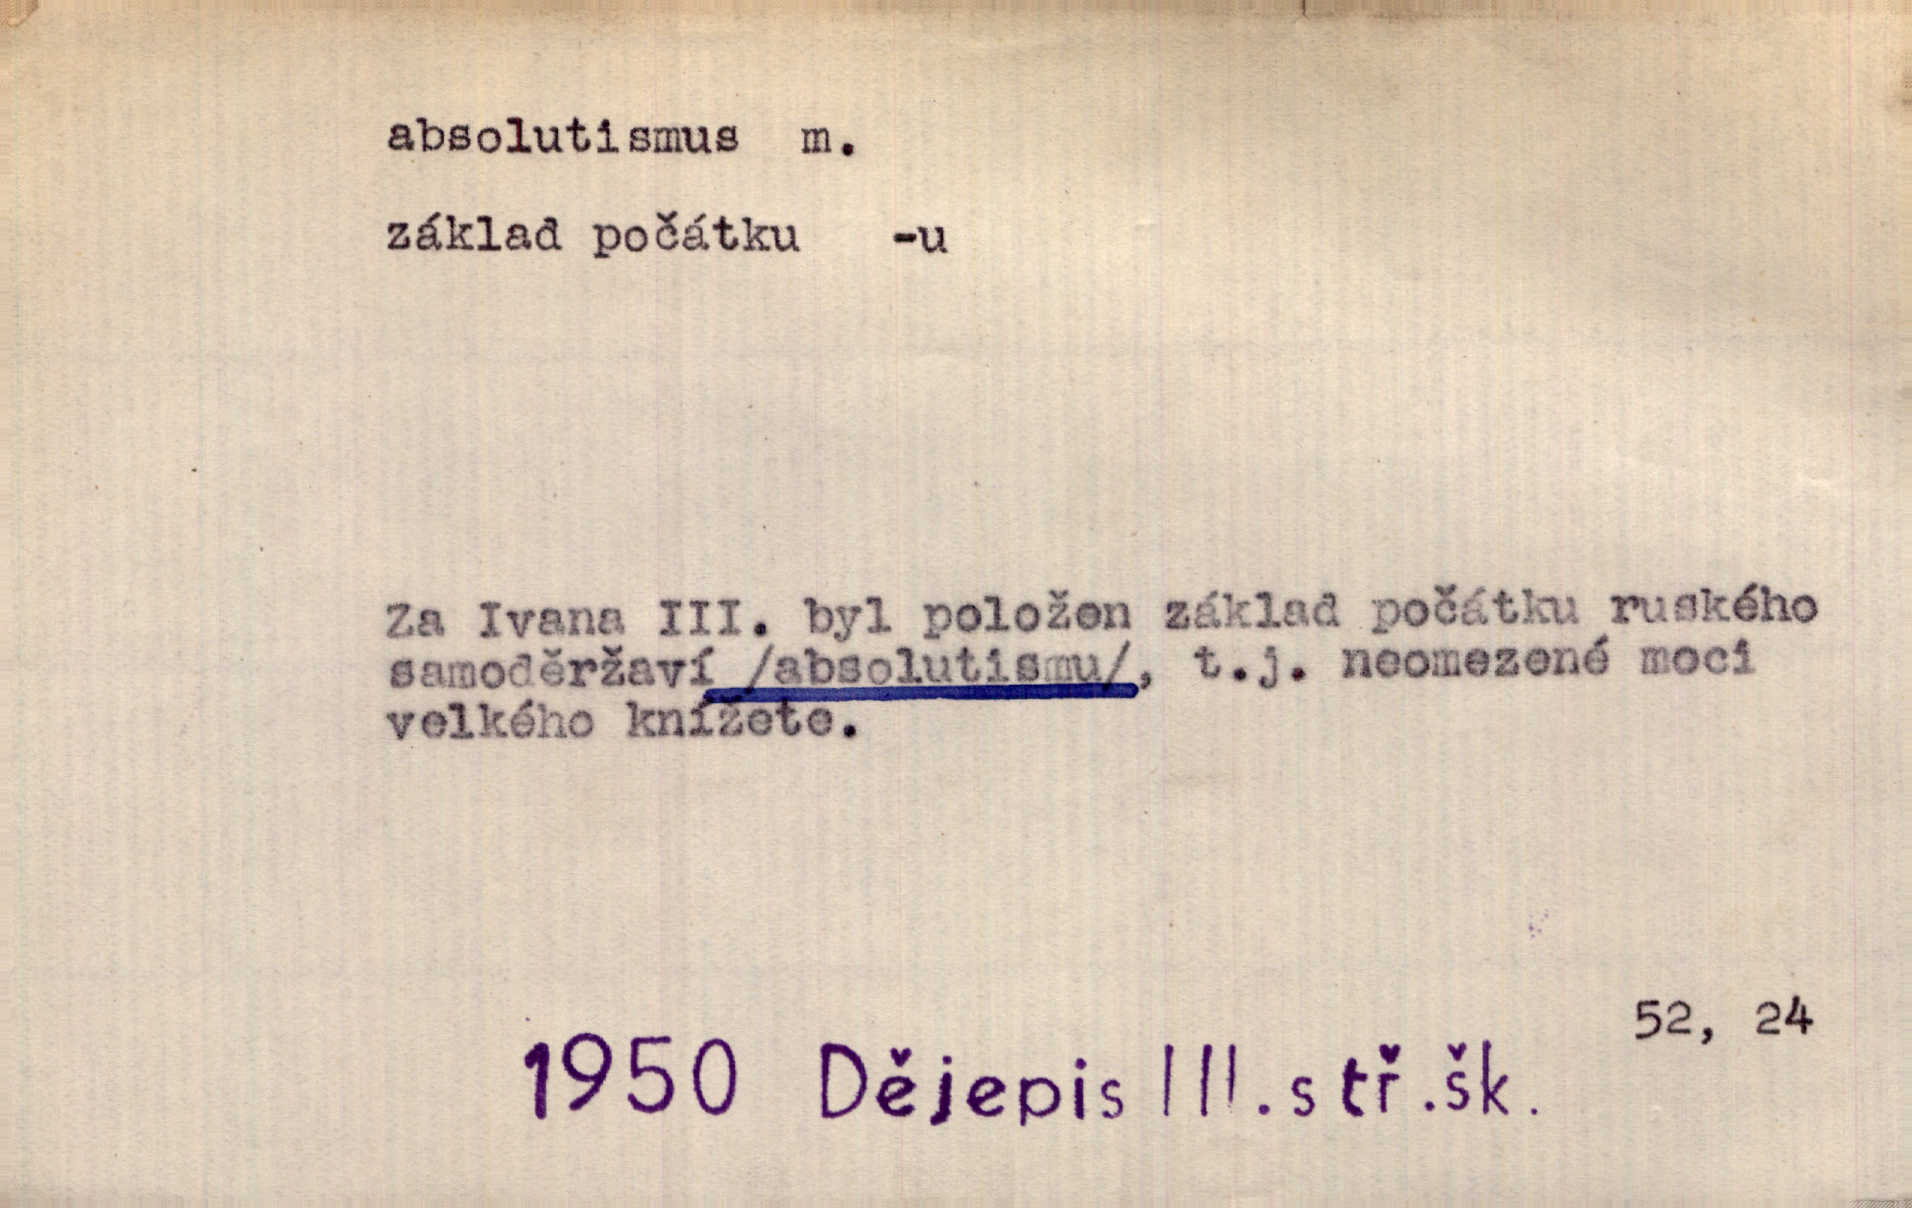 absolutismus m.
základ počátku -u
Za Ivana III. byl položen základ počátku ruského
samoděržaví /absolutismu/, t.j. neomezené moci
velkého knížete.
52, 24
1950 Dějepis III.stř.šk.